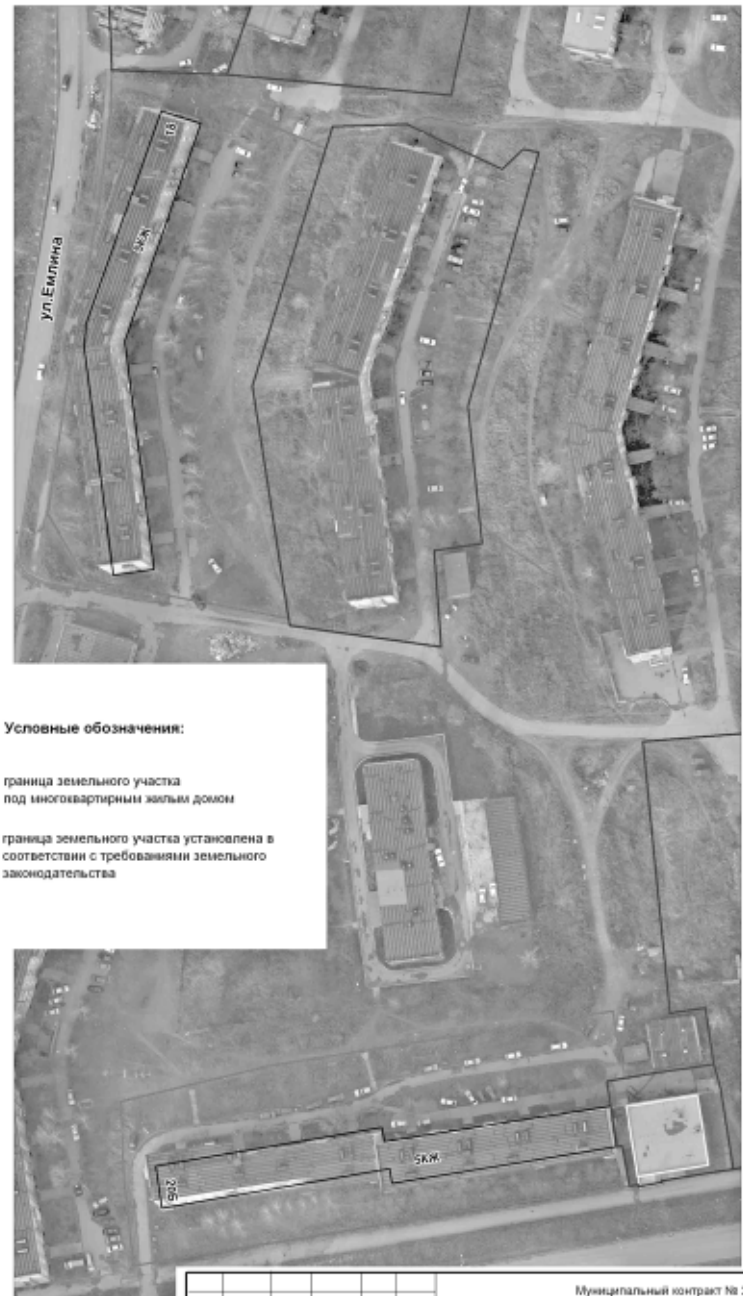 18
5КЖ
ул.Емлина
Условные обозначения:
граница земельного участка
под многоквартирным жилым домом
граница земельного участка установлена в
соответствии с требованиями земельного
законодательства
5КЖ
20Б
Муниципальный контракт №